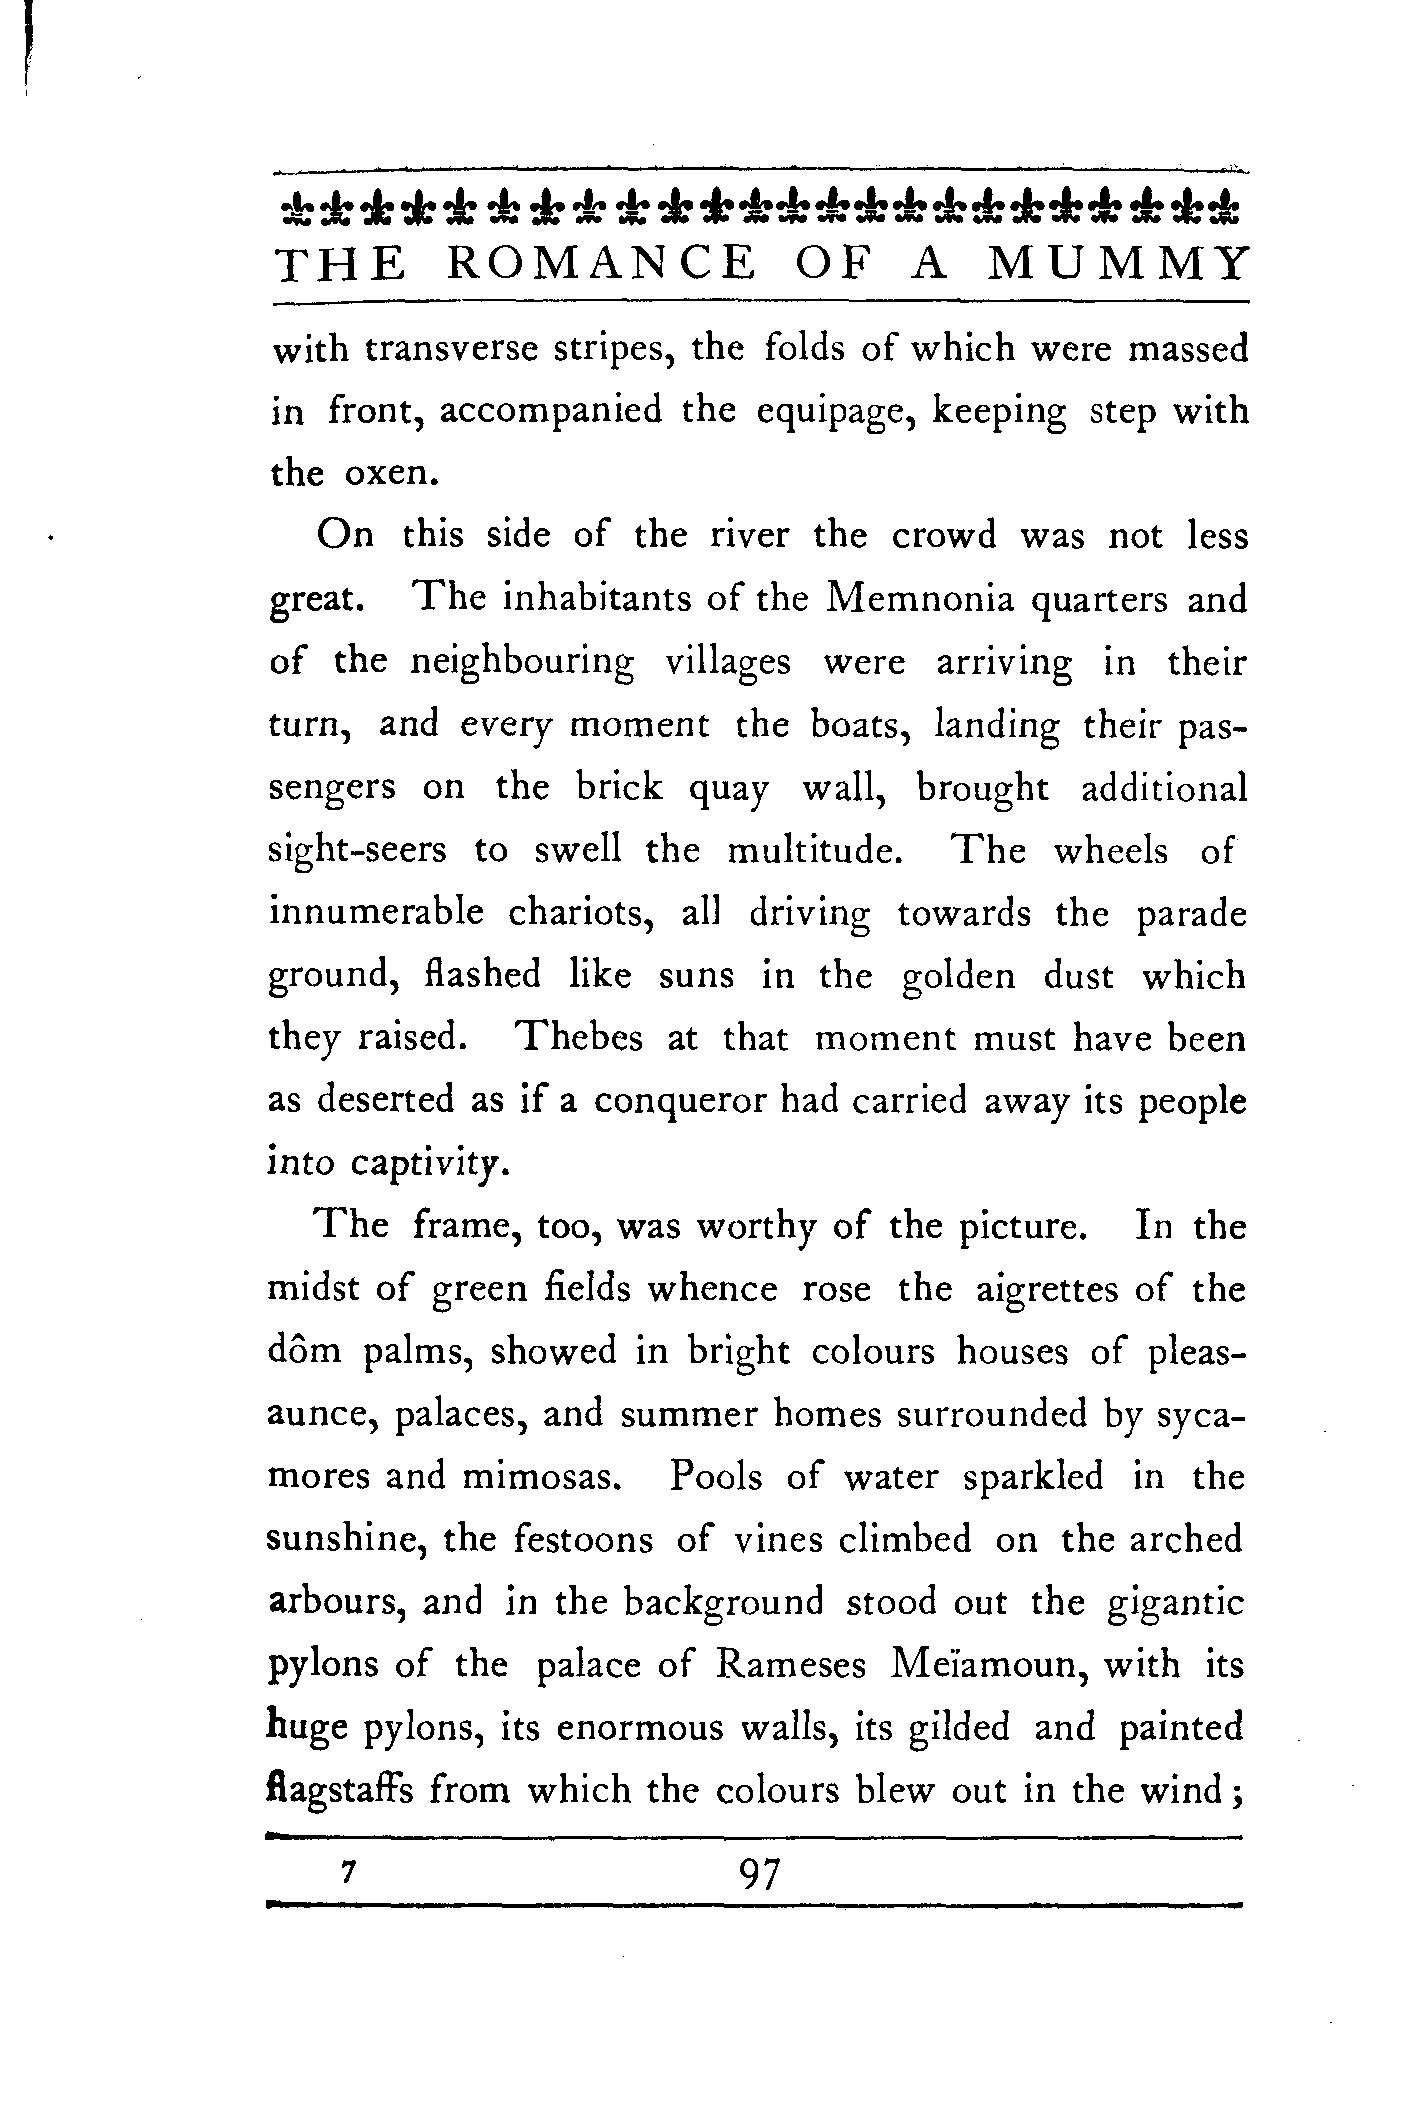 THE ROMANCE OF A MUMMY
with transverse stripes, the folds of which were massed
in front, accompanied the equipage, keeping step with
the oxen.
On this side of the river the crowd was not less
great. The inhabitants of the Memnonia quarters and
of the neighbouring villages were arriving in their
turn, and every moment the boats, landing their pas-
sengers on the brick quay wall, brought additional
sight-seers to swell the multitude. The wheels of
innumerable chariots, all driving towards the parade
ground, flashed like suns in the golden dust which
they raised. Thebes at that moment must have been
as deserted as if a conqueror had carried away its people
into captivity.
The frame, too, was worthy of the picture. In the
midst of green fields whence rose the aigrettes of the
dôm palms, showed in bright colours houses of pleas-
aunce, palaces, and summer homes surrounded by syca-
mores and mimosas. Pools of water sparkled in the
sunshine, the festoons of vines climbed on the arched
arbours, and in the background stood out the gigantic
pylons of the palace of Rameses Meïamoun, with its
huge pylons, its enormous walls, its gilded and painted
flagstaffs from which the colours blew out in the wind;
7 97